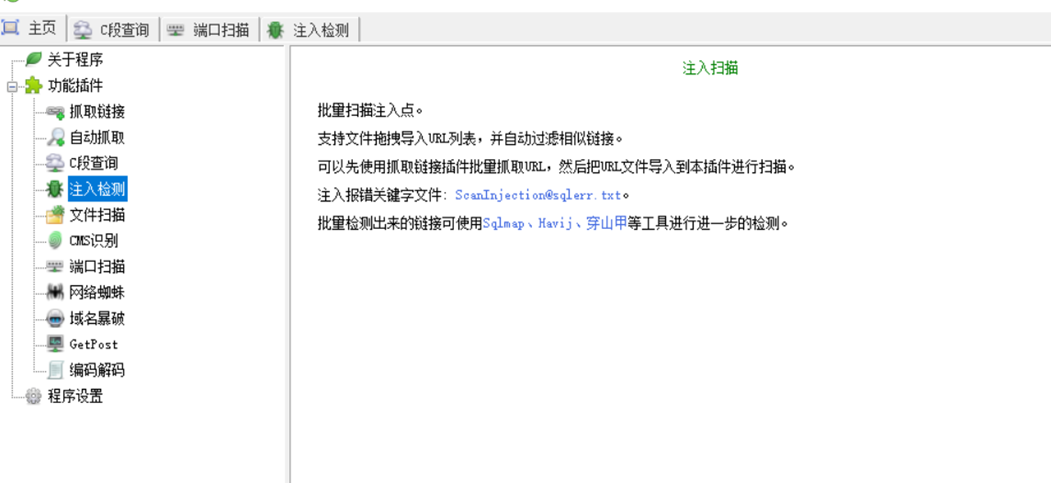 主页 C段查询 端口扫描 注入检测
关于程序
功能插件
抓取链接
自动抓取
C段查询
注入检测
文件扫描
CMS识别
端口扫描
网络蜘蛛
域名暴破
GetPost
编码解码
程序设置
注入扫描
批量扫描注入点。
支持文件拖拽导入URL列表，并自动过滤相似链接。
可以先使用抓取链接插件批量抓取URL，然后把URL文件导入到本插件进行扫描。
注入报错关键字文件: ScanInjection@sqlerr.txt。
批量检测出来的链接可使用Sqlmap、Havij、穿山甲等工具进行进一步的检测。